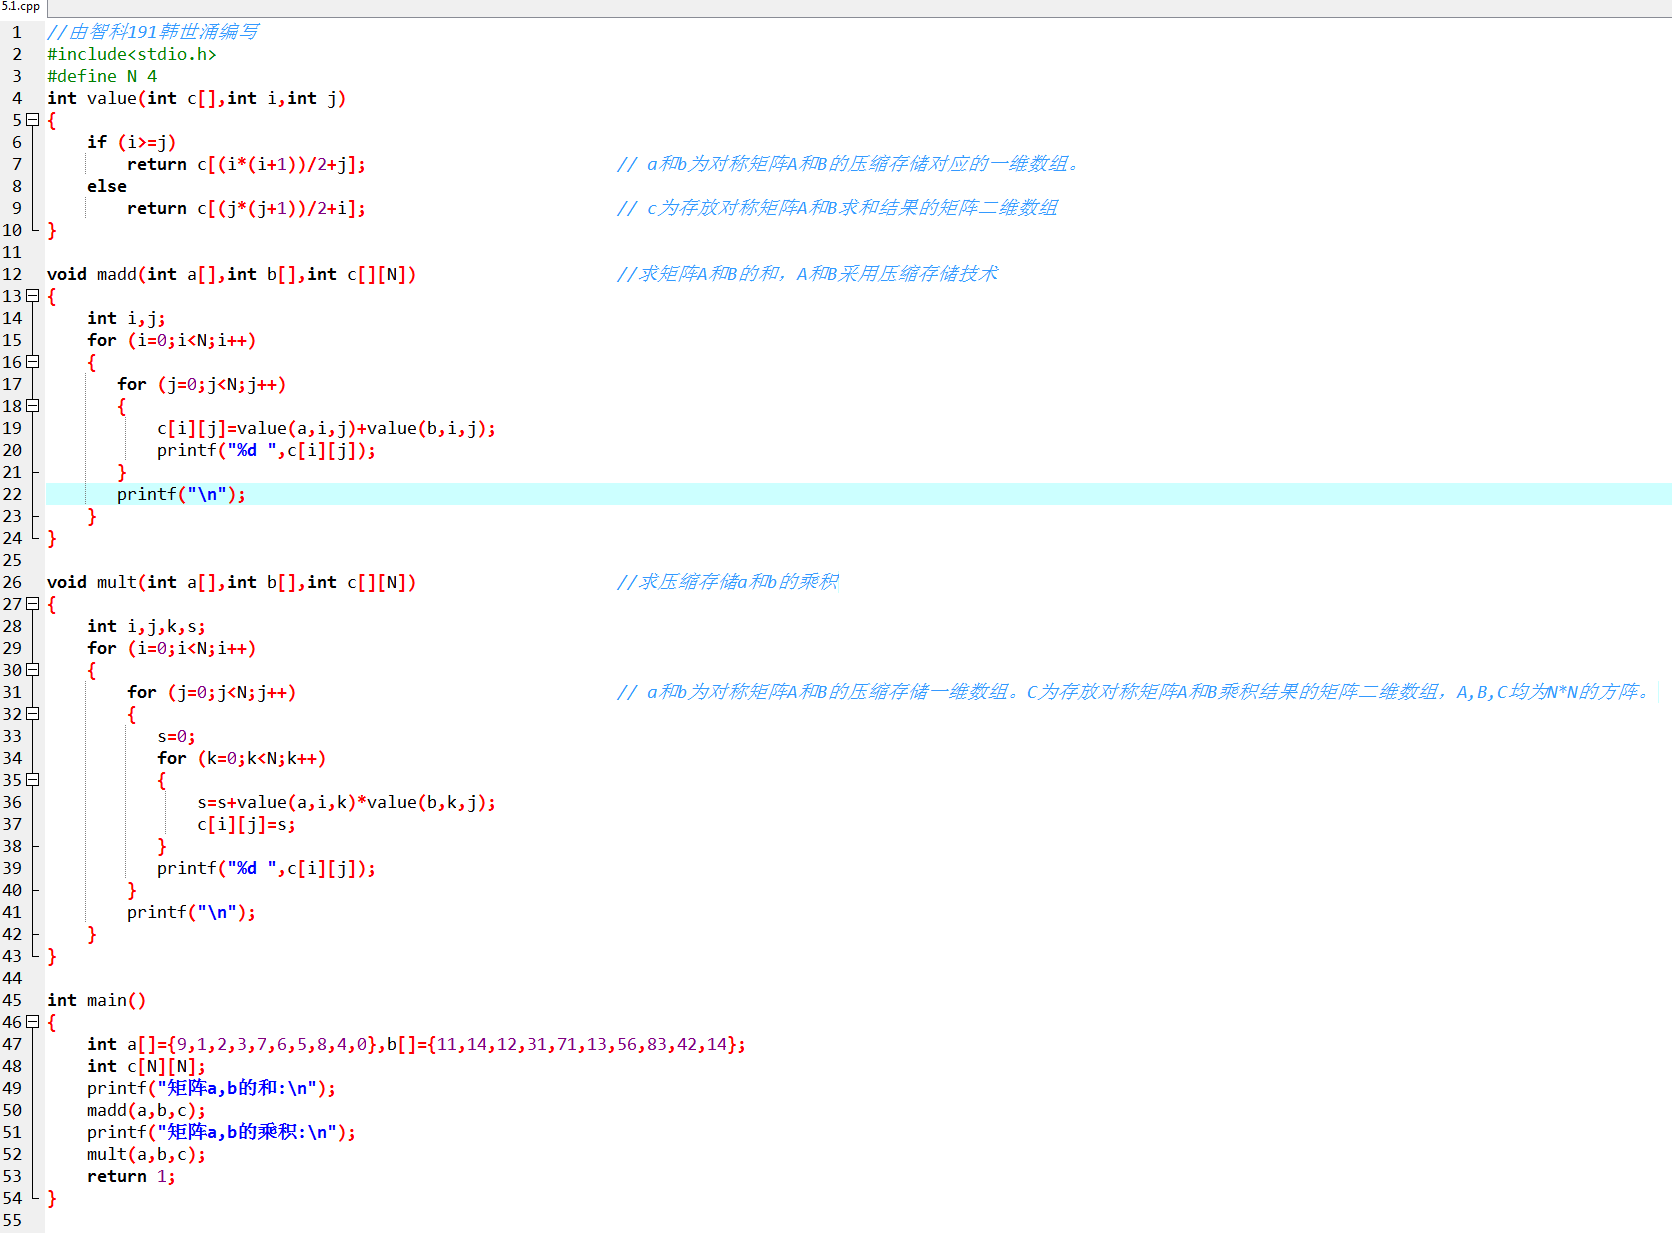 5.1.cpp
1 //由智科191韩世涌编写
2 #include<stdio.h>
3 #define N 4
4 int value(int c[],int i,int j)
5 {
6 if (i>=j)
7 return c[(i*(i+1))/2+j]; // a和b为对称矩阵A和B的压缩存储对应的一维数组。
8 else
9 return c[(j*(j+1))/2+i]; // c为存放对称矩阵A和B求和结果的矩阵二维数组
10 }
11
12 void madd(int a[],int b[],int c[][N]) //求矩阵A和B的和，A和B采用压缩存储技术
13 {
14 int i,j;
15 for (i=0;i<N;i++)
16 {
17 for (j=0;j<N;j++)
18 {
19 c[i][j]=value(a,i,j)+value(b,i,j);
20 printf("%d ",c[i][j]);
21 }
22 printf("\n");
23 }
24 }
25
26 void mult(int a[],int b[],int c[][N]) //求压缩存储a和b的乘积
27 {
28 int i,j,k,s;
29 for (i=0;i<N;i++)
30 {
31 for (j=0;j<N;j++) // a和b为对称矩阵A和B的压缩存储一维数组。C为存放对称矩阵A和B乘积结果的矩阵二维数组，A,B,C均为N*N的方阵。
32 {
33 s=0;
34 for (k=0;k<N;k++)
35 {
36 s=s+value(a,i,k)*value(b,k,j);
37 c[i][j]=s;
38 }
39 printf("%d ",c[i][j]);
40 }
41 printf("\n");
42 }
43 }
44
45 int main()
46 {
47 int a[]={9,1,2,3,7,6,5,8,4,0},b[]={11,14,12,31,71,13,56,83,42,14};
48 int c[N][N];
49 printf("矩阵a,b的和:\n");
50 madd(a,b,c);
51 printf("矩阵a,b的乘积:\n");
52 mult(a,b,c);
53 return 1;
54 }
55